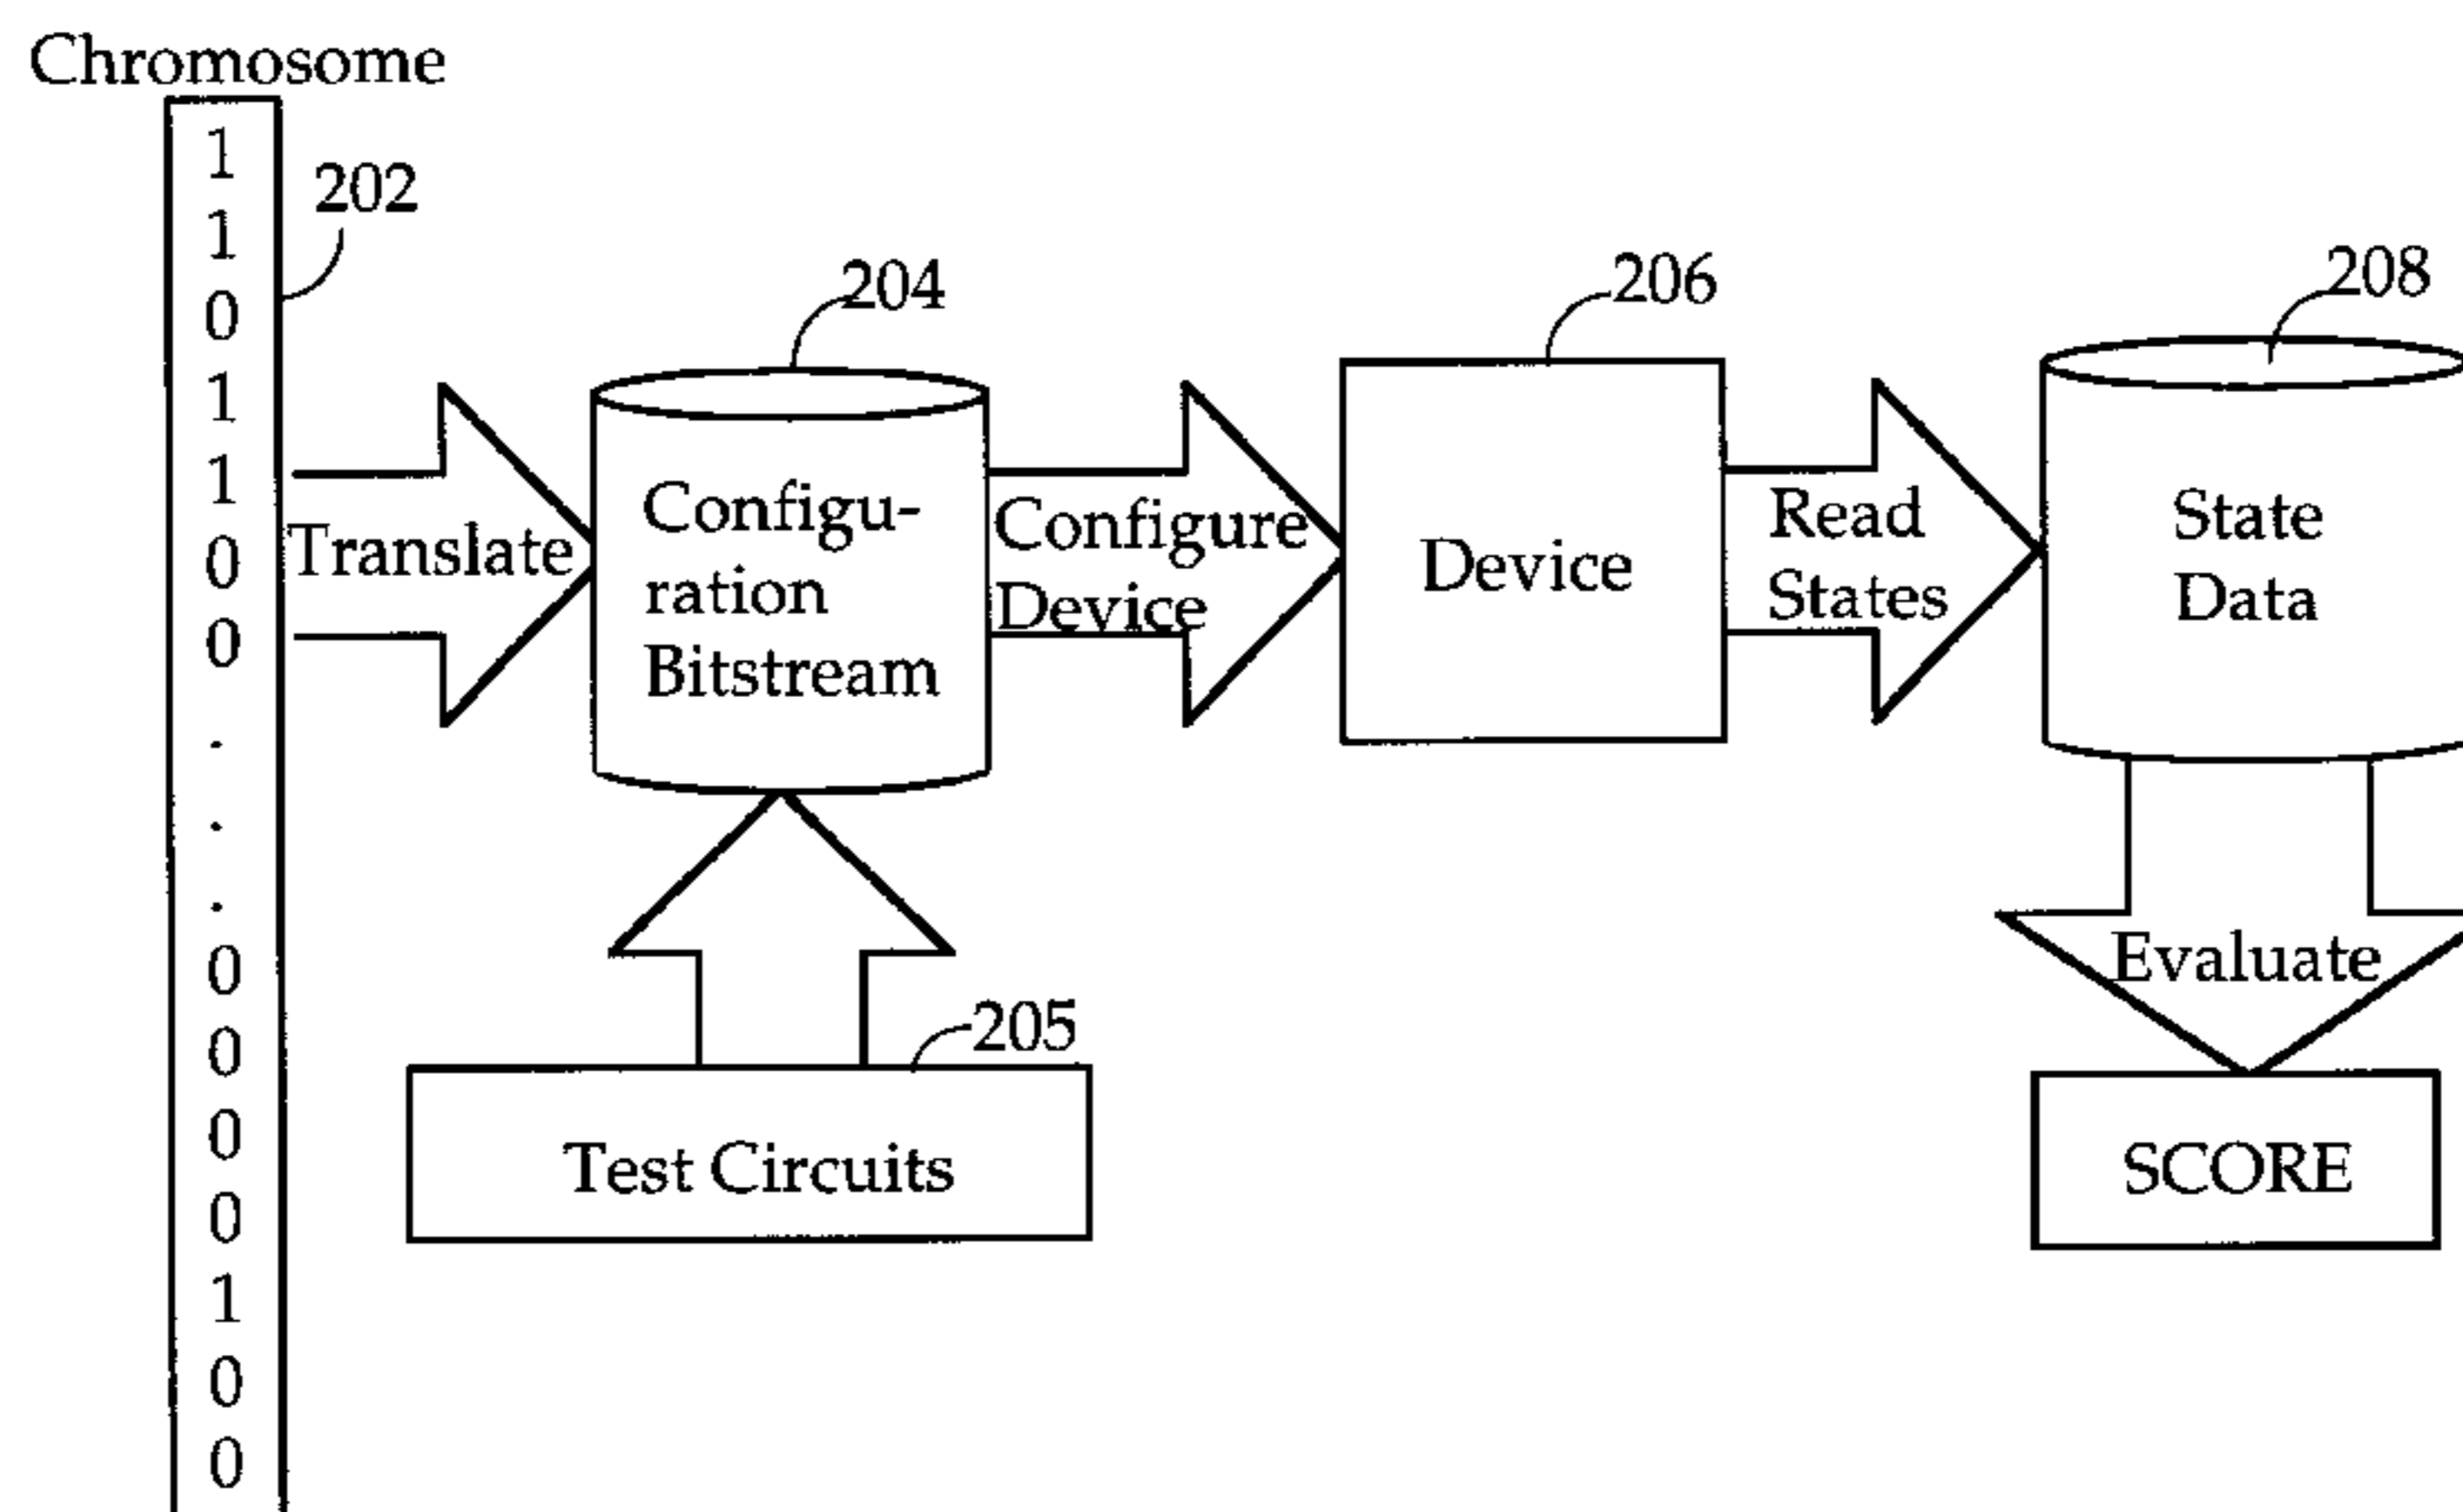 Chromosome
1
1
0
1
1
0
0
.
.
.
0
0
0
0
1
0
0
202
Translate
204
Configu-
ration
Bitstream
Configure
Device
206
Device
Read
States
208
State
Data
Evaluate
SCORE
205
Test Circuits